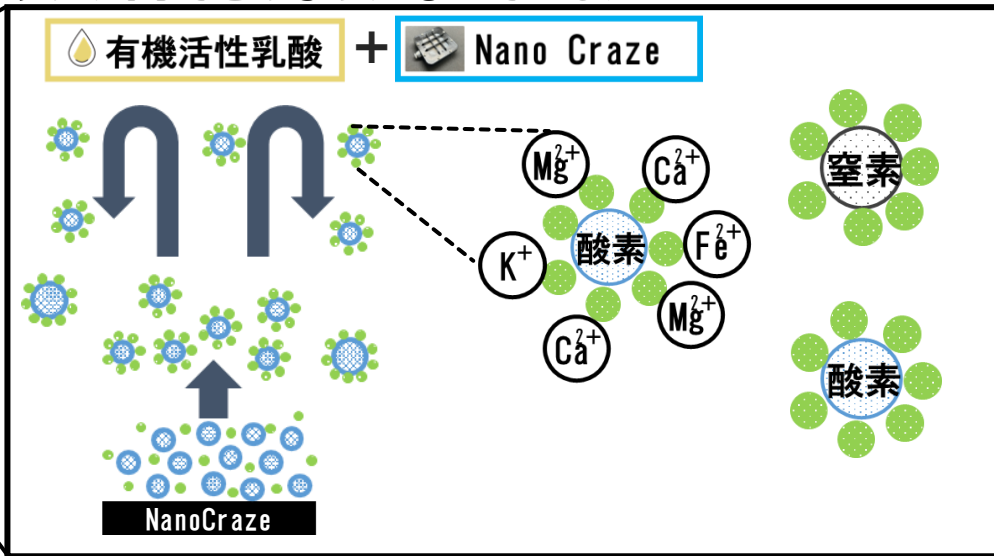 有機活性乳酸 + Nano Craze
Mg2+
Ca2+
K+
酸素
Fe2+
Mg2+
Ca2+
窒素
酸素
NanoCraze